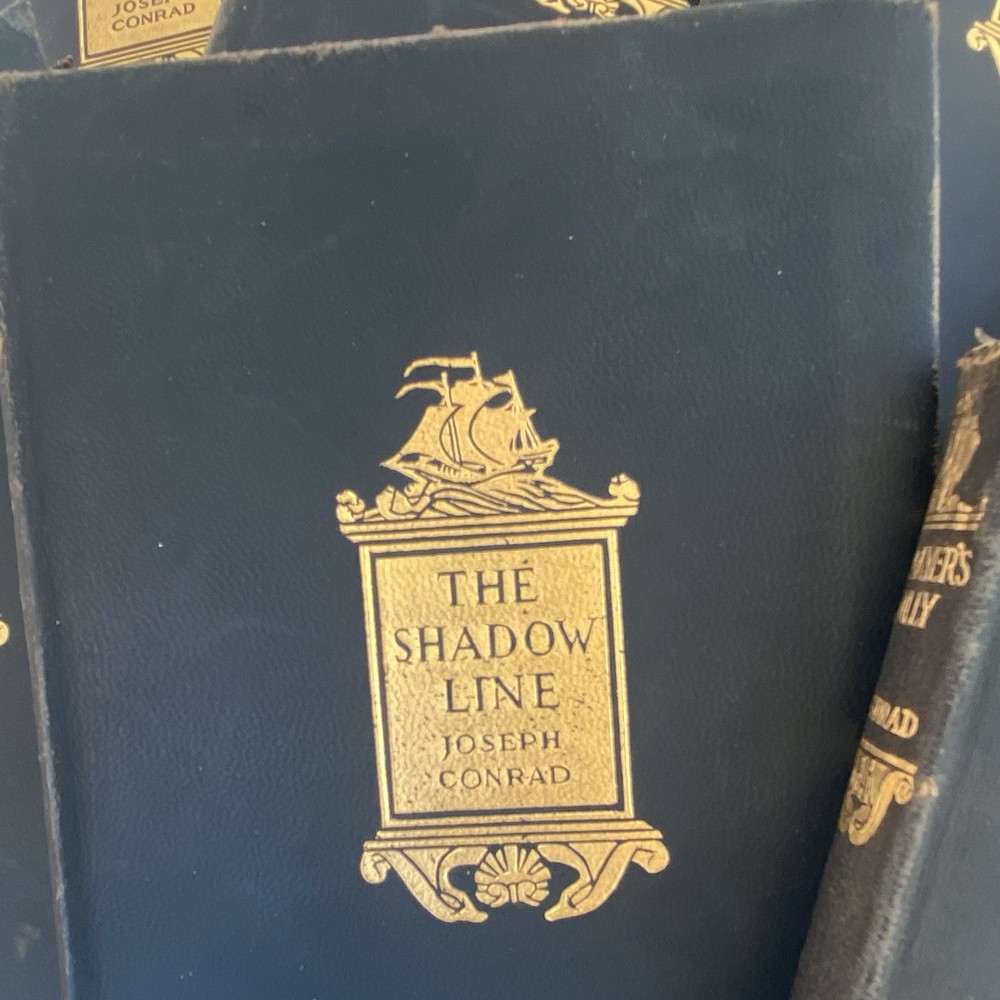 JOSEPH
CONRAD
THE
SHADOW
LINE
JOSEPH
CONRAD